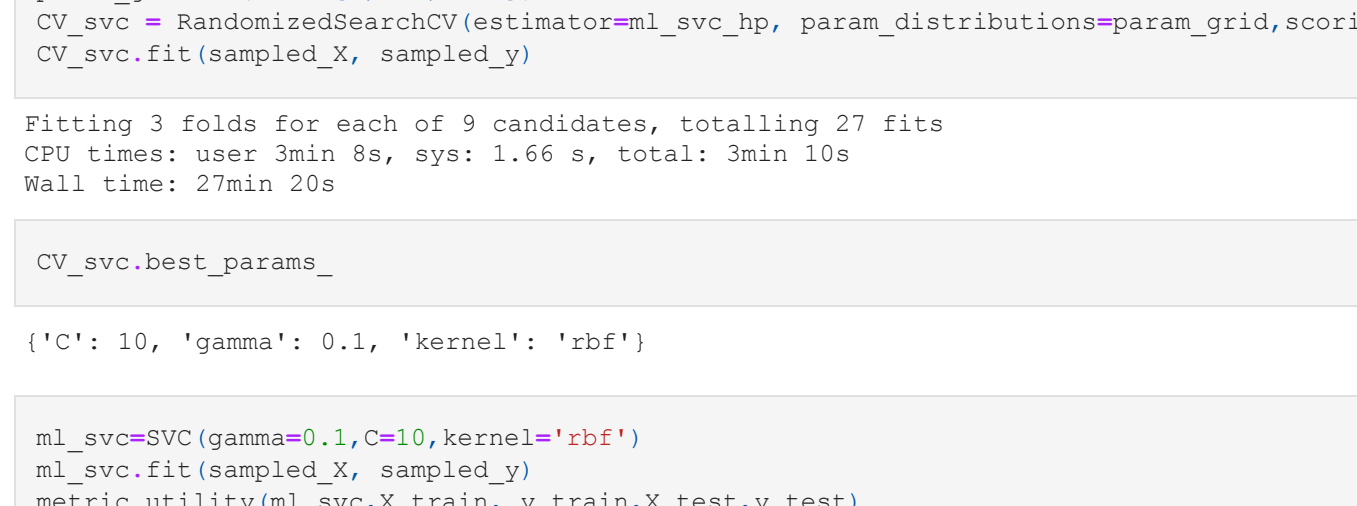 CV_svc = RandomizedSearchCV(estimator=ml_svc_hp, param_distributions=param_grid,scori
CV_svc.fit(sampled_X, sampled_y)
Fitting 3 folds for each of 9 candidates, totalling 27 fits
CPU times: user 3min 8s, sys: 1.66 s, total: 3min 10s
Wall time: 27min 20s
CV_svc.best_params_
{'C': 10, 'gamma': 0.1, 'kernel': 'rbf'}
ml_svc=SVC(gamma=0.1,C=10,kernel='rbf')
ml_svc.fit(sampled_X, sampled_y)
metric_utility(ml_svc,X_train, y_train,X_test,y_test)